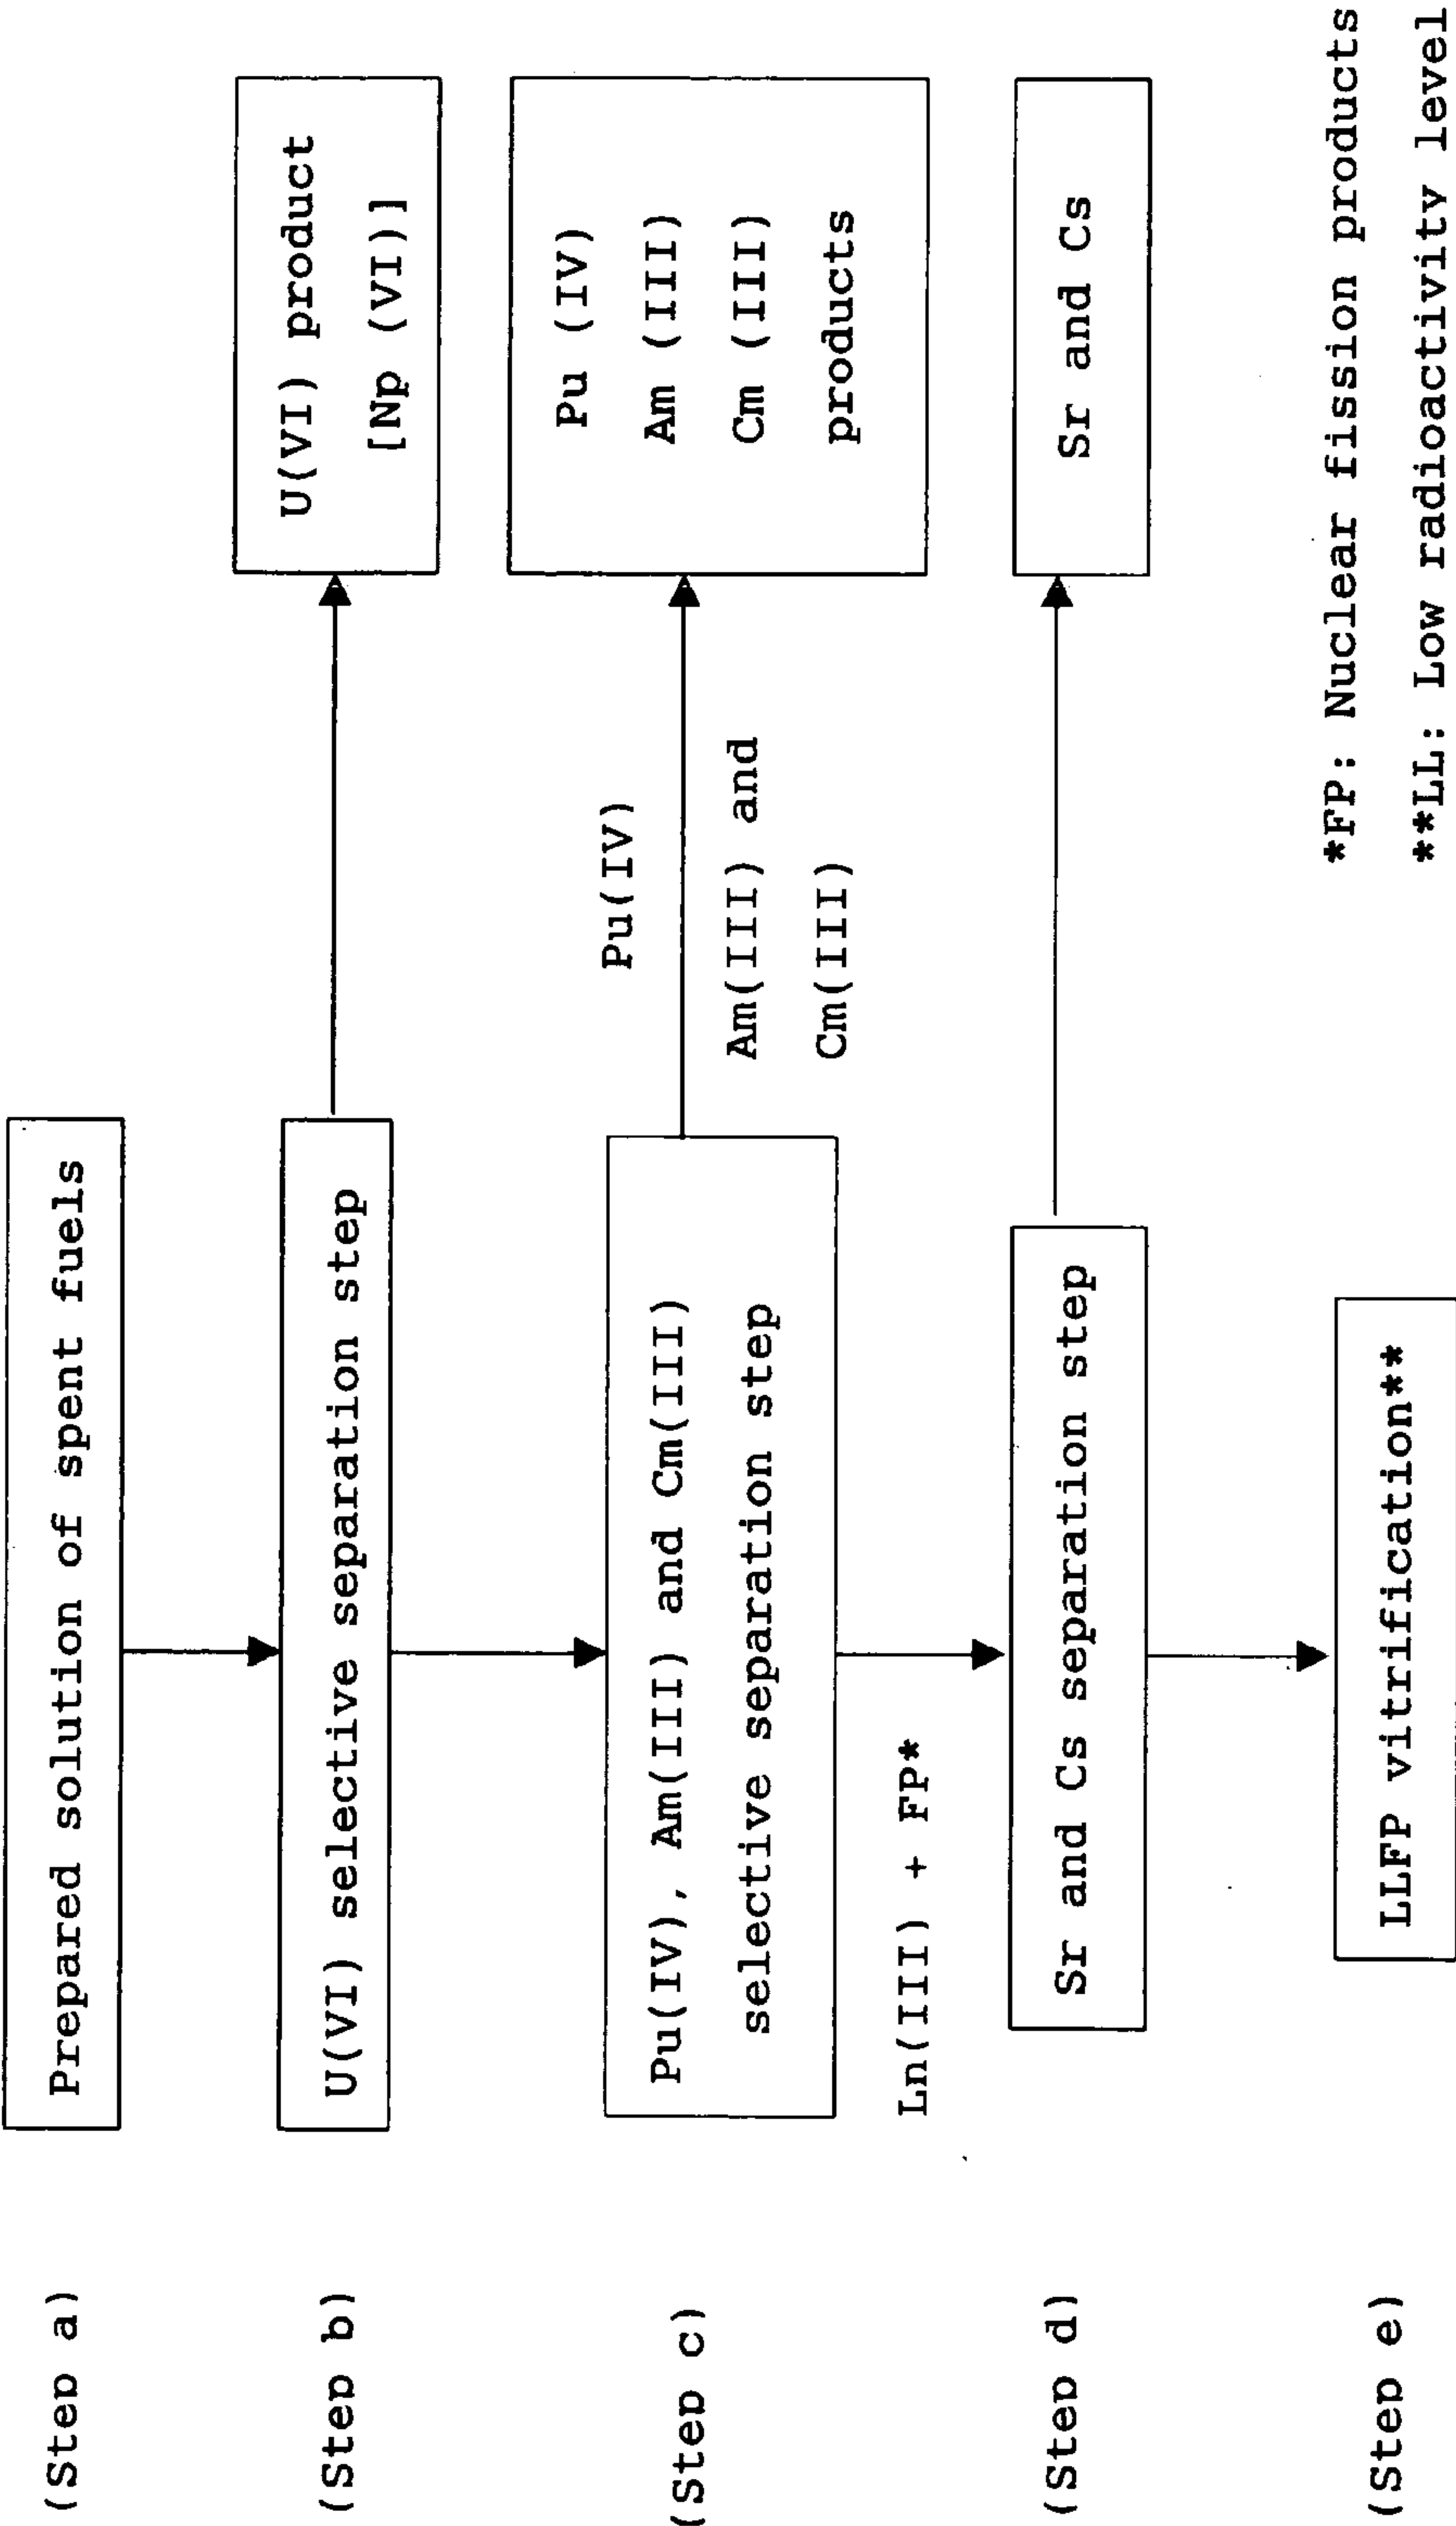 (Step a)
Prepared solution of spent fuels
(Step b)
U(VI) selective separation step
U(VI) product
[Np (VI)]
(Step c)
Pu(IV), Am(III) and Cm(III)
selective separation step
Pu(IV)
Am(III) and
Cm(III)
Pu (IV)
Am (III)
Cm (III)
products
Ln(III) + FP*
(Step d)
Sr and Cs separation step
Sr and Cs
(Step e)
LLFP vitrification**
*FP: Nuclear fission products
**LL: Low radioactivity level